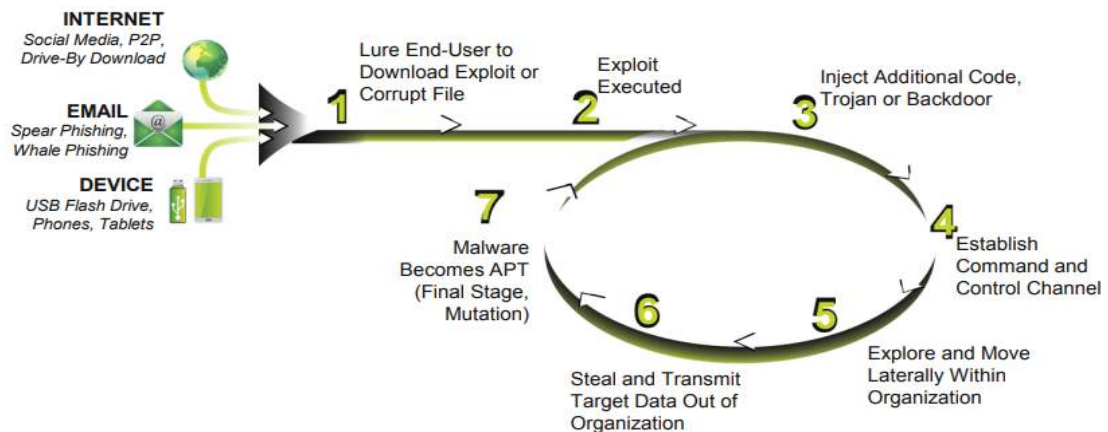 INTERNET
Social Media, P2P,
Drive-By Download
EMAIL
Spear Phishing,
Whale Phishing
@
DEVICE
USB Flash Drive,
Phones, Tablets
1
Lure End-User to
Download Exploit or
Corrupt File
2
Exploit
Executed
3
Inject Additional Code,
Trojan or Backdoor
4
Establish
Command and
Control Channel
5
Explore and Move
Laterally Within
Organization
6
Steal and Transmit
Target Data Out of
Organization
7
Malware
Becomes APT
(Final Stage,
Mutation)